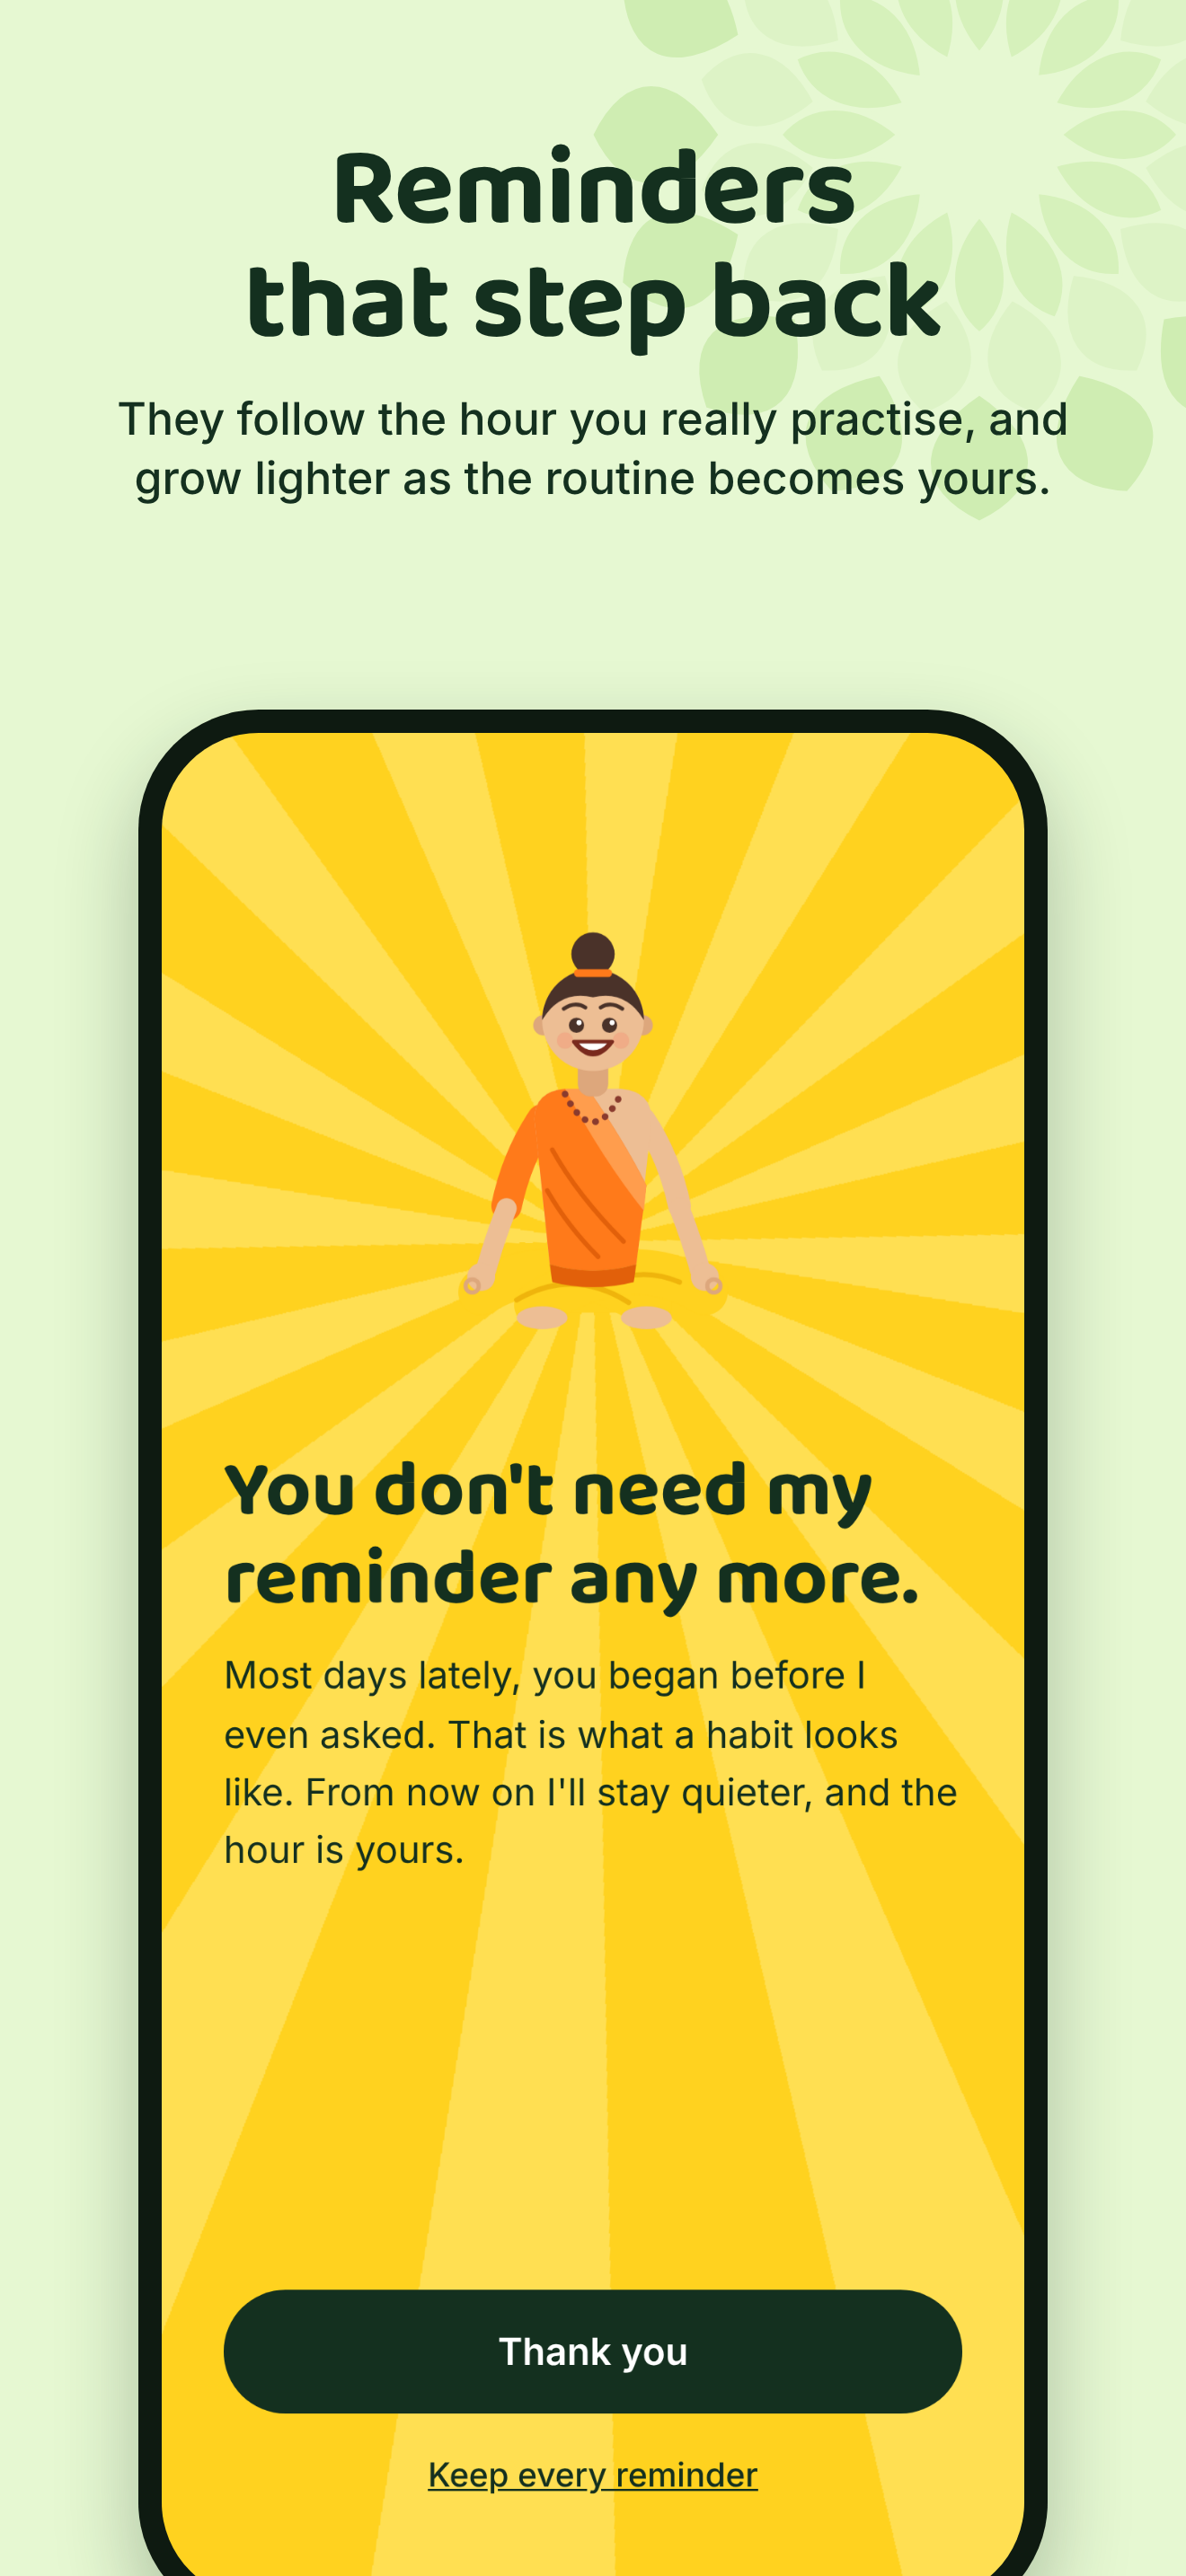 Reminders
that step back
They follow the hour you really practise, and
grow lighter as the routine becomes yours.
You don't need my
reminder any more.
Most days lately, you began before I
even asked. That is what a habit looks
like. From now on I'll stay quieter, and the
hour is yours.
Thank you
Keep every reminder